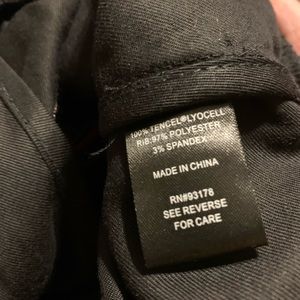 100% TENCEL®LYOCELL
RIB:97% POLYESTER
3% SPANDEX
MADE IN CHINA
RN#93178
SEE REVERSE
FOR CARE